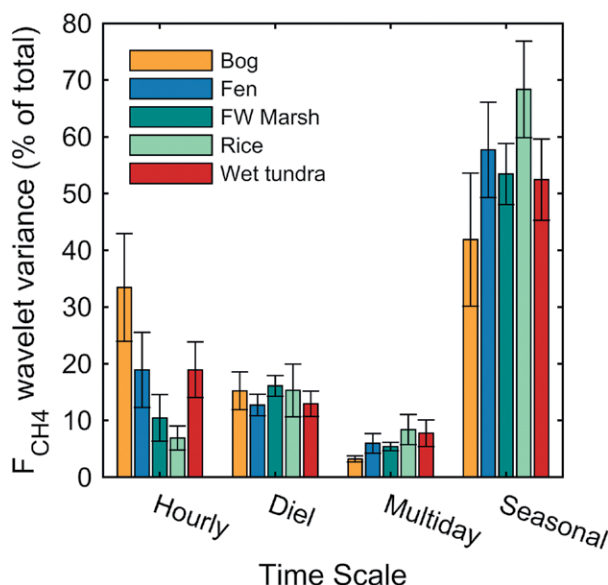 F_CH4 wavelet variance (% of total)
80
70
60
50
40
30
20
10
0
Bog
Fen
FW Marsh
Rice
Wet tundra
Hourly
Diel
Multiday
Seasonal
Time Scale